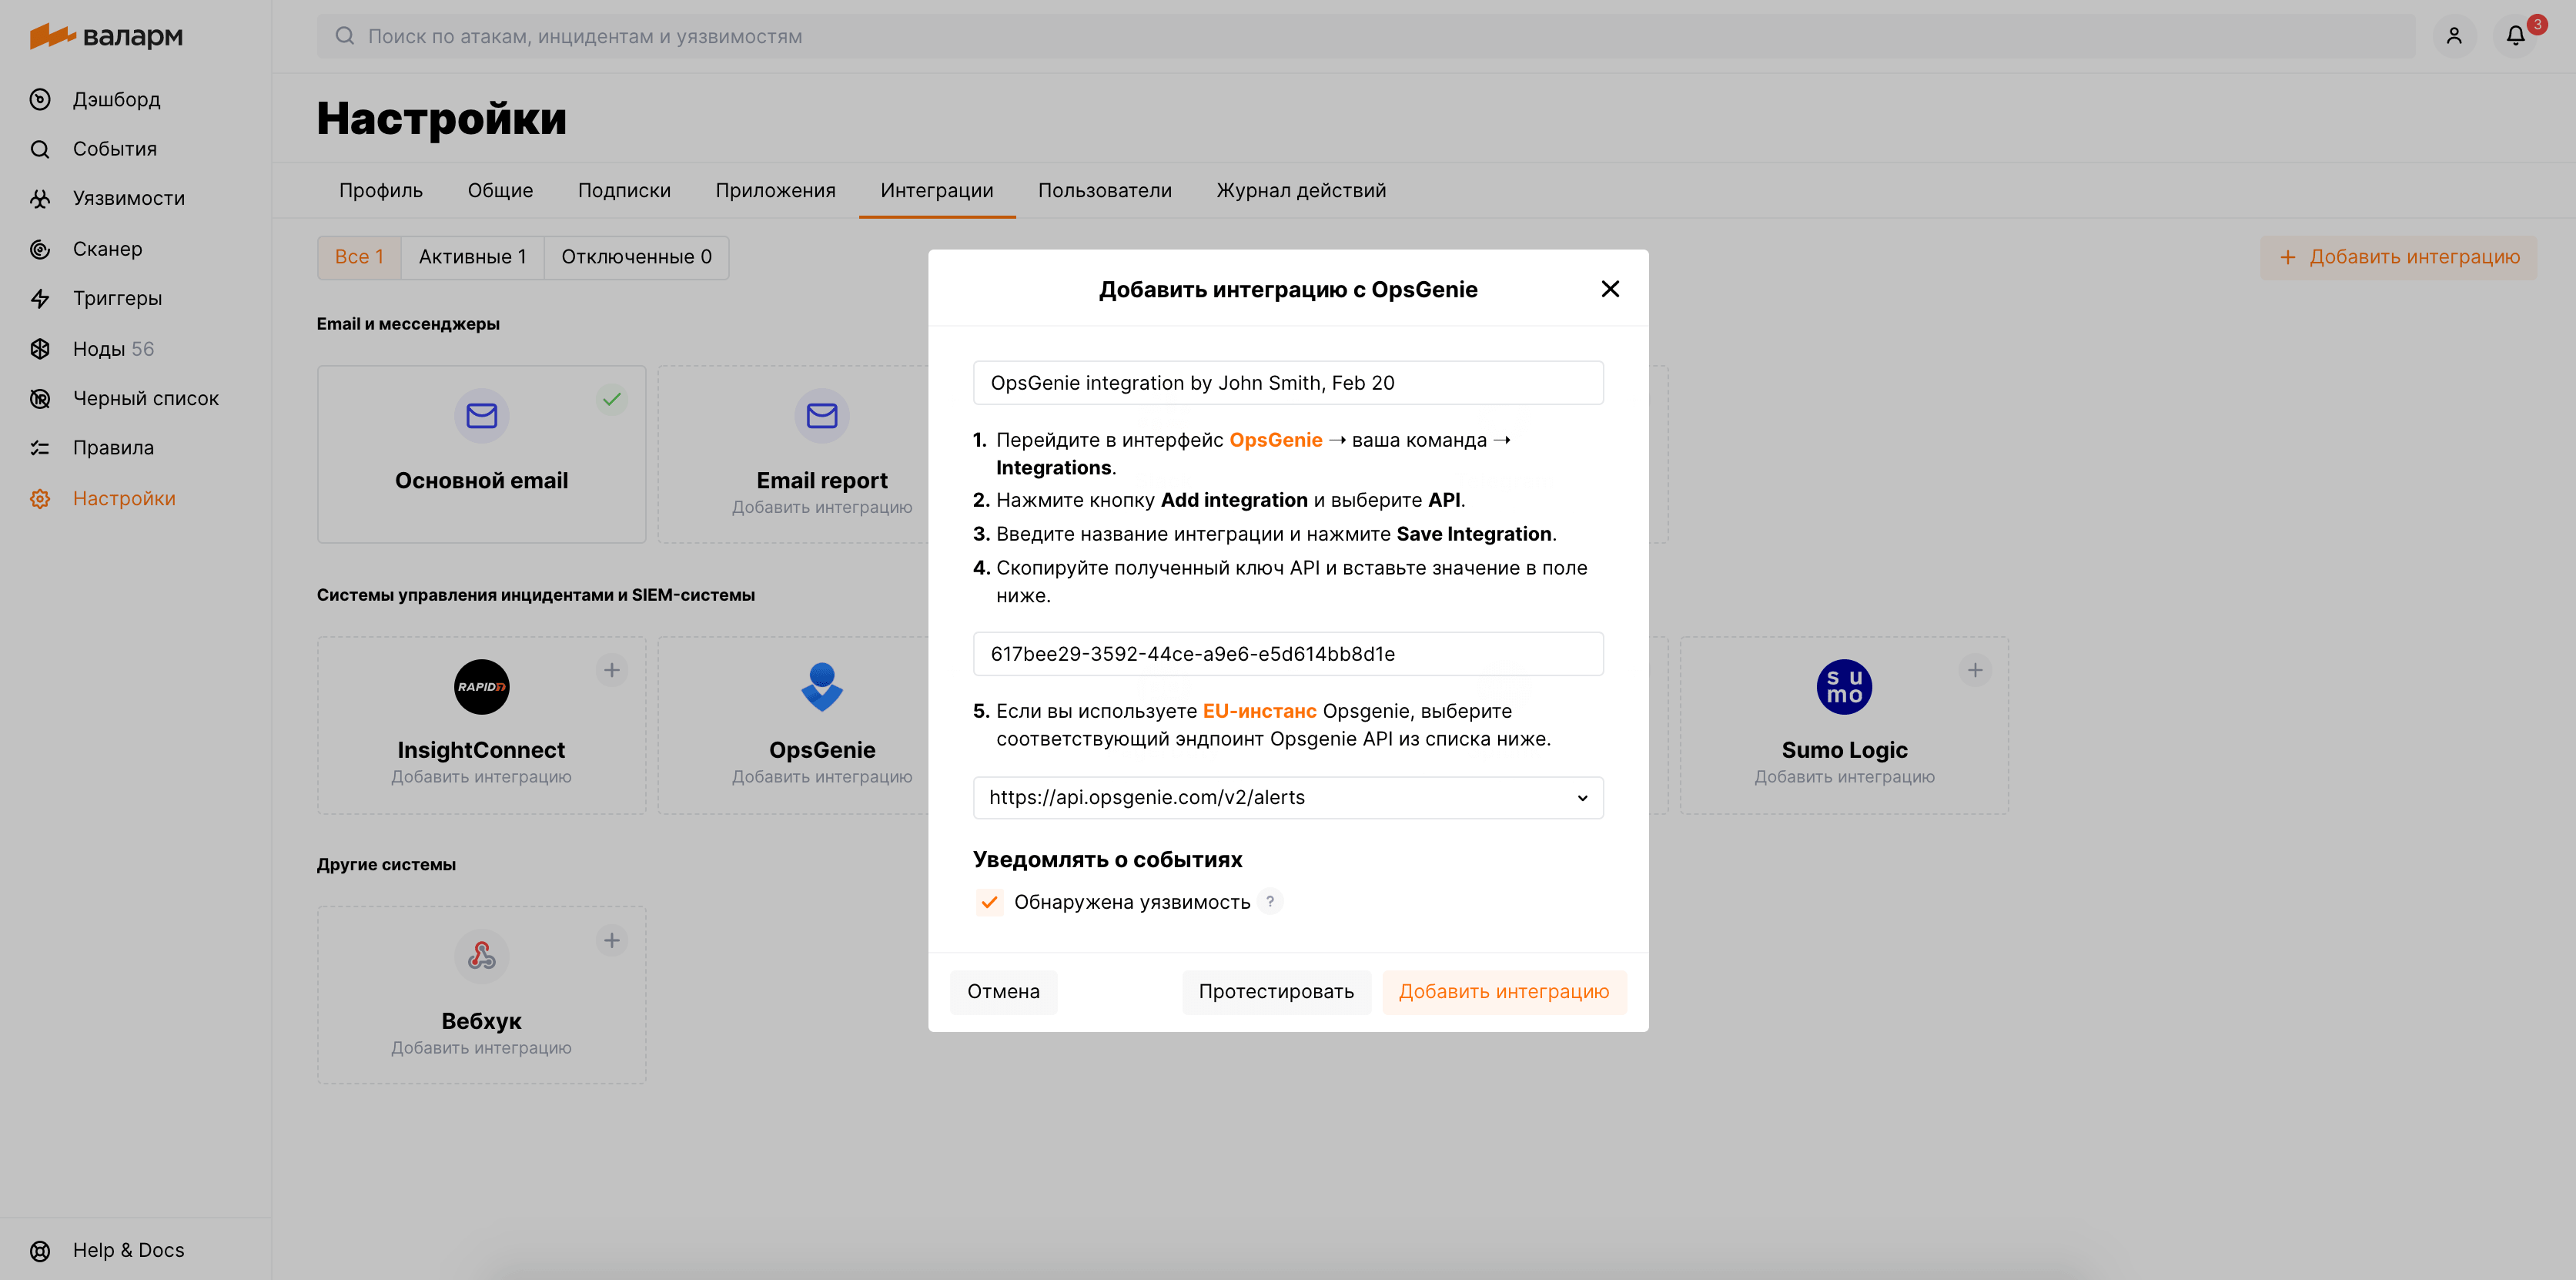 валарм
Поиск по атакам, инцидентам и уязвимостям
3
Дэшборд
События
Уязвимости
Сканер
Триггеры
Ноды 56
Черный список
Правила
Настройки
Help & Docs
Настройки
Профиль
Общие
Подписки
Приложения
Интеграции
Пользователи
Журнал действий
Все 1
Активные 1
Отключенные 0
+ Добавить интеграцию
Email и мессенджеры
Основной email
Email report
Добавить интеграцию
Системы управления инцидентами и SIEM-системы
RAPID7
InsightConnect
Добавить интеграцию
OpsGenie
Добавить интеграцию
su
mo
Sumo Logic
Добавить интеграцию
Другие системы
Вебхук
Добавить интеграцию
Добавить интеграцию с OpsGenie
OpsGenie integration by John Smith, Feb 20
1. Перейдите в интерфейс OpsGenie → ваша команда →
Integrations.
2. Нажмите кнопку Add integration и выберите API.
3. Введите название интеграции и нажмите Save Integration.
4. Скопируйте полученный ключ API и вставьте значение в поле
ниже.
617bee29-3592-44ce-a9e6-e5d614bb8d1e
5. Если вы используете EU-инстанс Opsgenie, выберите
соответствующий эндпоинт Opsgenie API из списка ниже.
https://api.opsgenie.com/v2/alerts
Уведомлять о событиях
Обнаружена уязвимость ?
Отмена
Протестировать
Добавить интеграцию